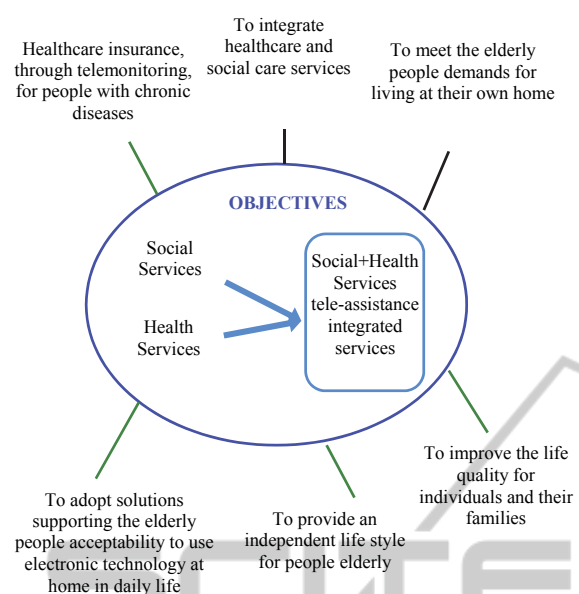 To integrate
healthcare and
social care services
Healthcare insurance,
through telemonitoring,
for people with chronic
diseases
To meet the elderly
people demands for
living at their own home
OBJECTIVES
Social
Services
Health
Services
Social+Health
Services
tele-assistance
integrated
services
To improve the life
quality for
individuals and their
families
To adopt solutions
supporting the elderly
people acceptability to use
electronic technology at
home in daily life
To provide an
independent life style
for people elderly